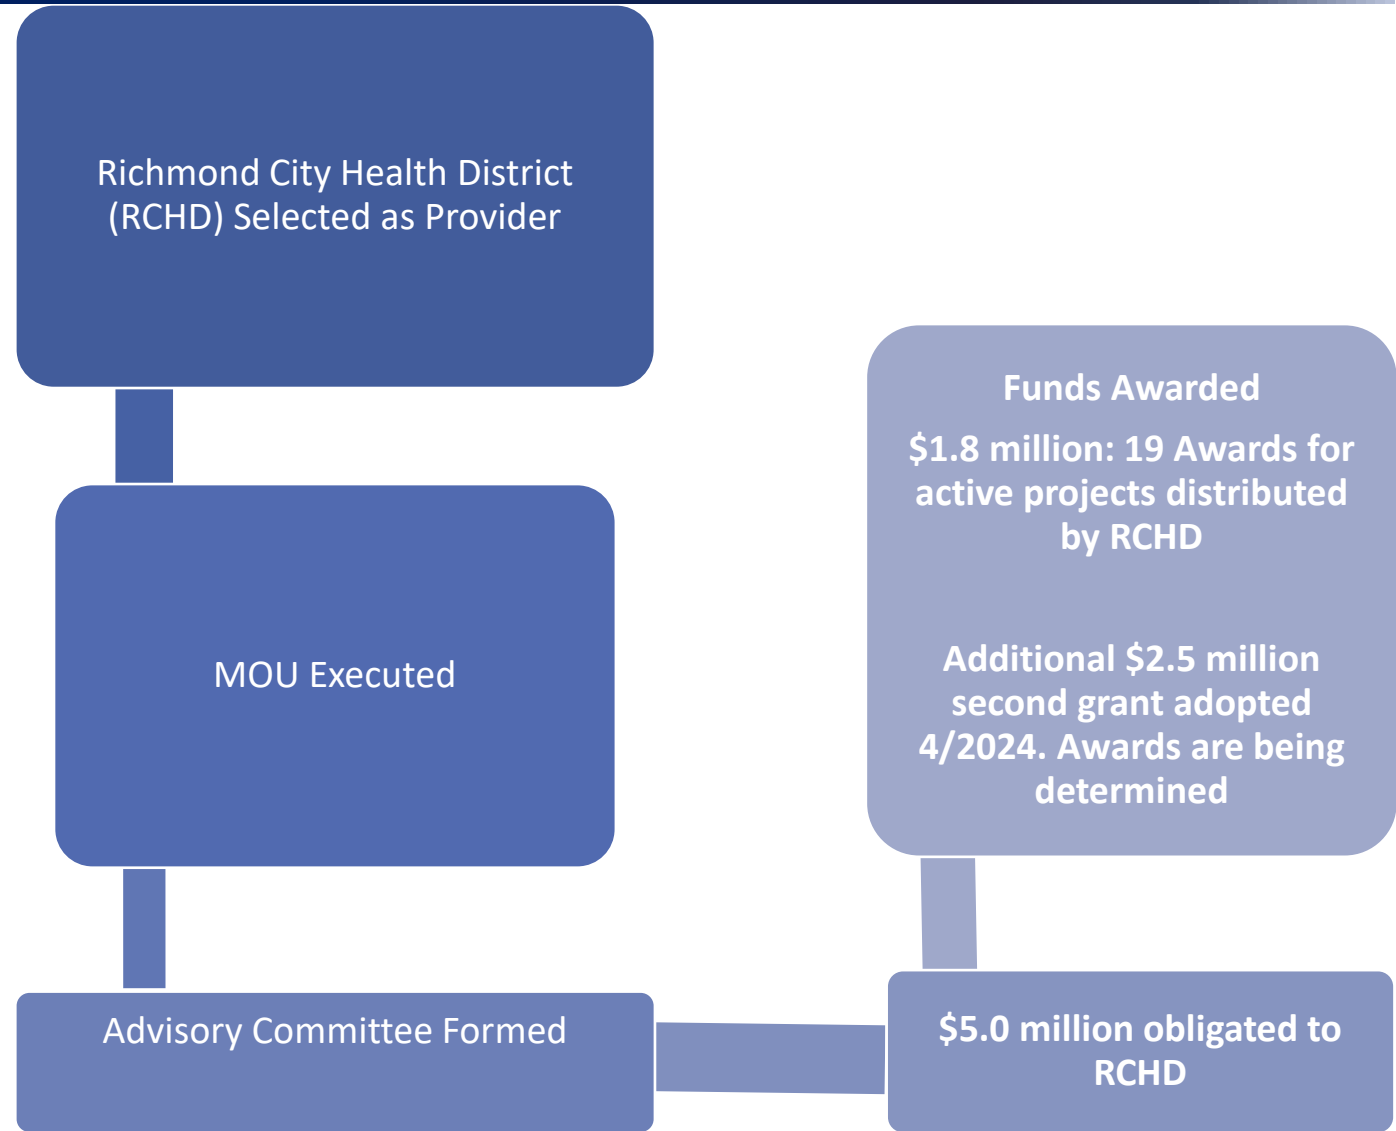 Richmond City Health District
(RCHD) Selected as Provider
MOU Executed
Advisory Committee Formed
$5.0 million obligated to
RCHD
Funds Awarded
$1.8 million: 19 Awards for
active projects distributed
by RCHD
Additional $2.5 million
second grant adopted
4/2024. Awards are being
determined